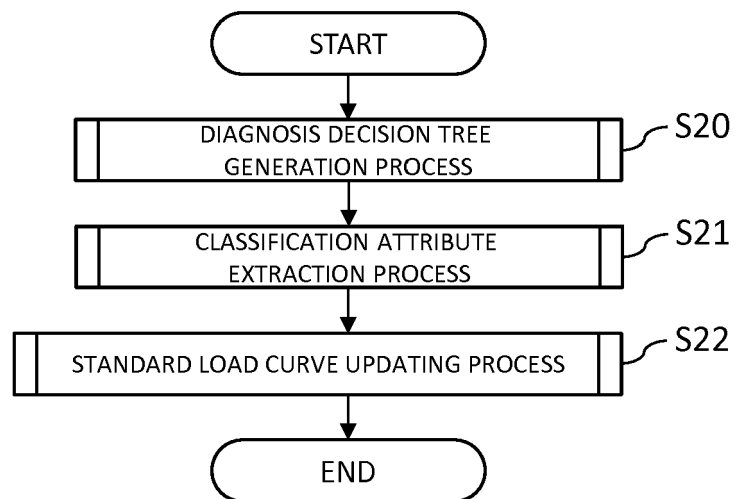 START
DIAGNOSIS DECISION TREE
GENERATION PROCESS
S20
CLASSIFICATION ATTRIBUTE
EXTRACTION PROCESS
S21
STANDARD LOAD CURVE UPDATING PROCESS
S22
END